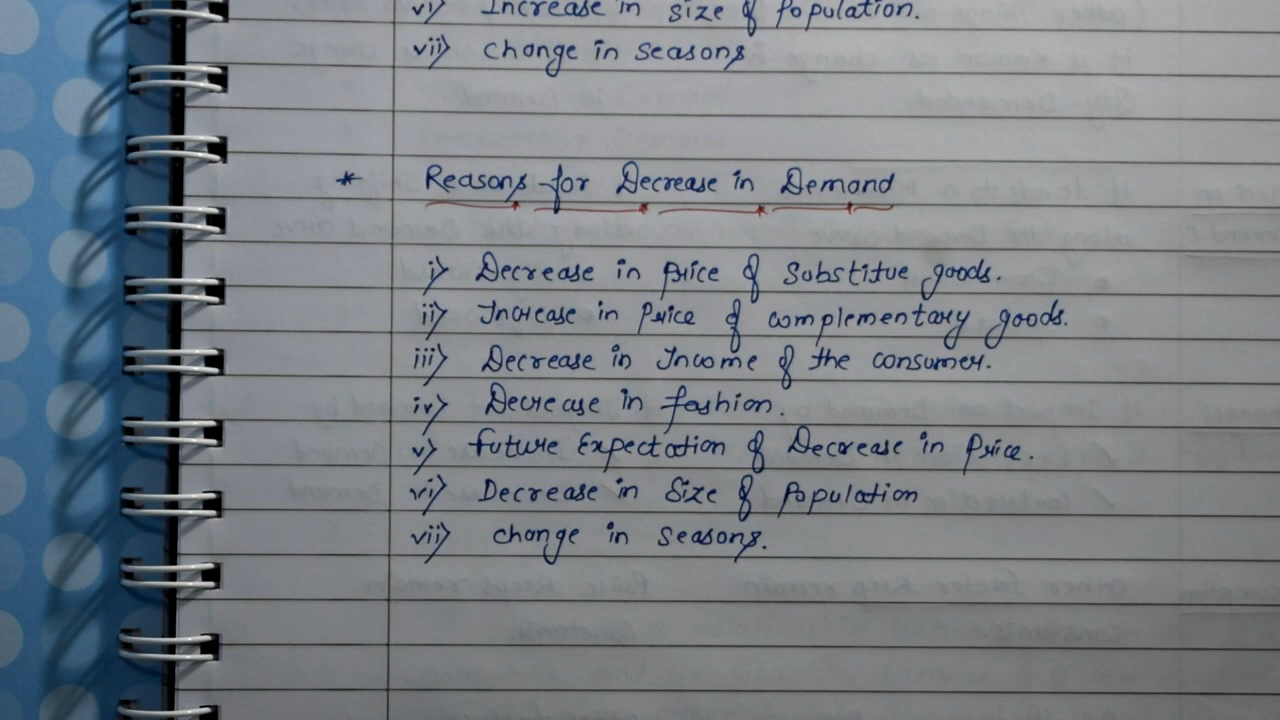 vi) Increase in size of Population.
vii) change in seasons
* Reasons for Decrease in Demand
i) Decrease in price of Substitue goods.
ii) Increase in Price of complementary goods.
iii) Decrease in Income of the consumer.
iv) Decrease in fashion.
v) future Expectation of Decrease in Price.
vi) Decrease in Size of Population
vii) change in seasons.